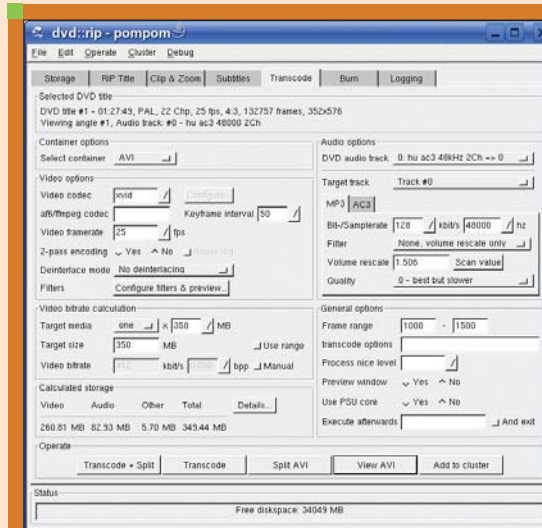 dvd::rip - pompom
File Edit Operate Cluster Debug
Storage RIP Title Clip & Zoom Subtitles Transcode Burn Logging
Selected DVD title
DVD title #1 - 01:27:49, PAL, 22 Chp, 25 fps, 4:3, 132757 frames, 352x576
Viewing angle #1, Audio track: #0 - hu ac3 48000 2Ch
Container options
Select container AVI
Video options
Video codec xvid Configure...
af6/ffmpeg codec Keyframe interval 50
Video framerate 25 fps
2-pass encoding Yes No
Deinterlace mode No deinterlacing
Filters Configure filters & preview...
Video bitrate calculation
Target media one x 350 MB
Target size 350 MB Use range
Video bitrate kbit/s bpp Manual
Calculated storage
Video Audio Other Total Details...
260.81 MB 82.93 MB 5.70 MB 349.44 MB
Audio options
DVD audio track 0: hu ac3 48kHz 2Ch => 0
Target track Track #0
MP3 AC3
Bit-/Samplerate 128 kbit/s 48000 hz
Filter None, volume rescale only
Volume rescale 1.506 Scan value
Quality 0 - best but slower
General options
Frame range 1000 - 1500
transcode options
Process nice level
Preview window Yes No
Use PSU core Yes No
Execute afterwards And exit
Operate
Transcode + Split Transcode Split AVI View AVI Add to cluster
Status
Free diskspace: 34049 MB